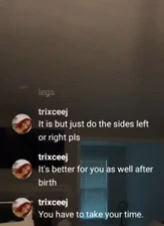 legs
trixceej
It is but just do the sides left
or right pls
trixceej
It's better for you as well after
birth
trixceej
You have to take your time.